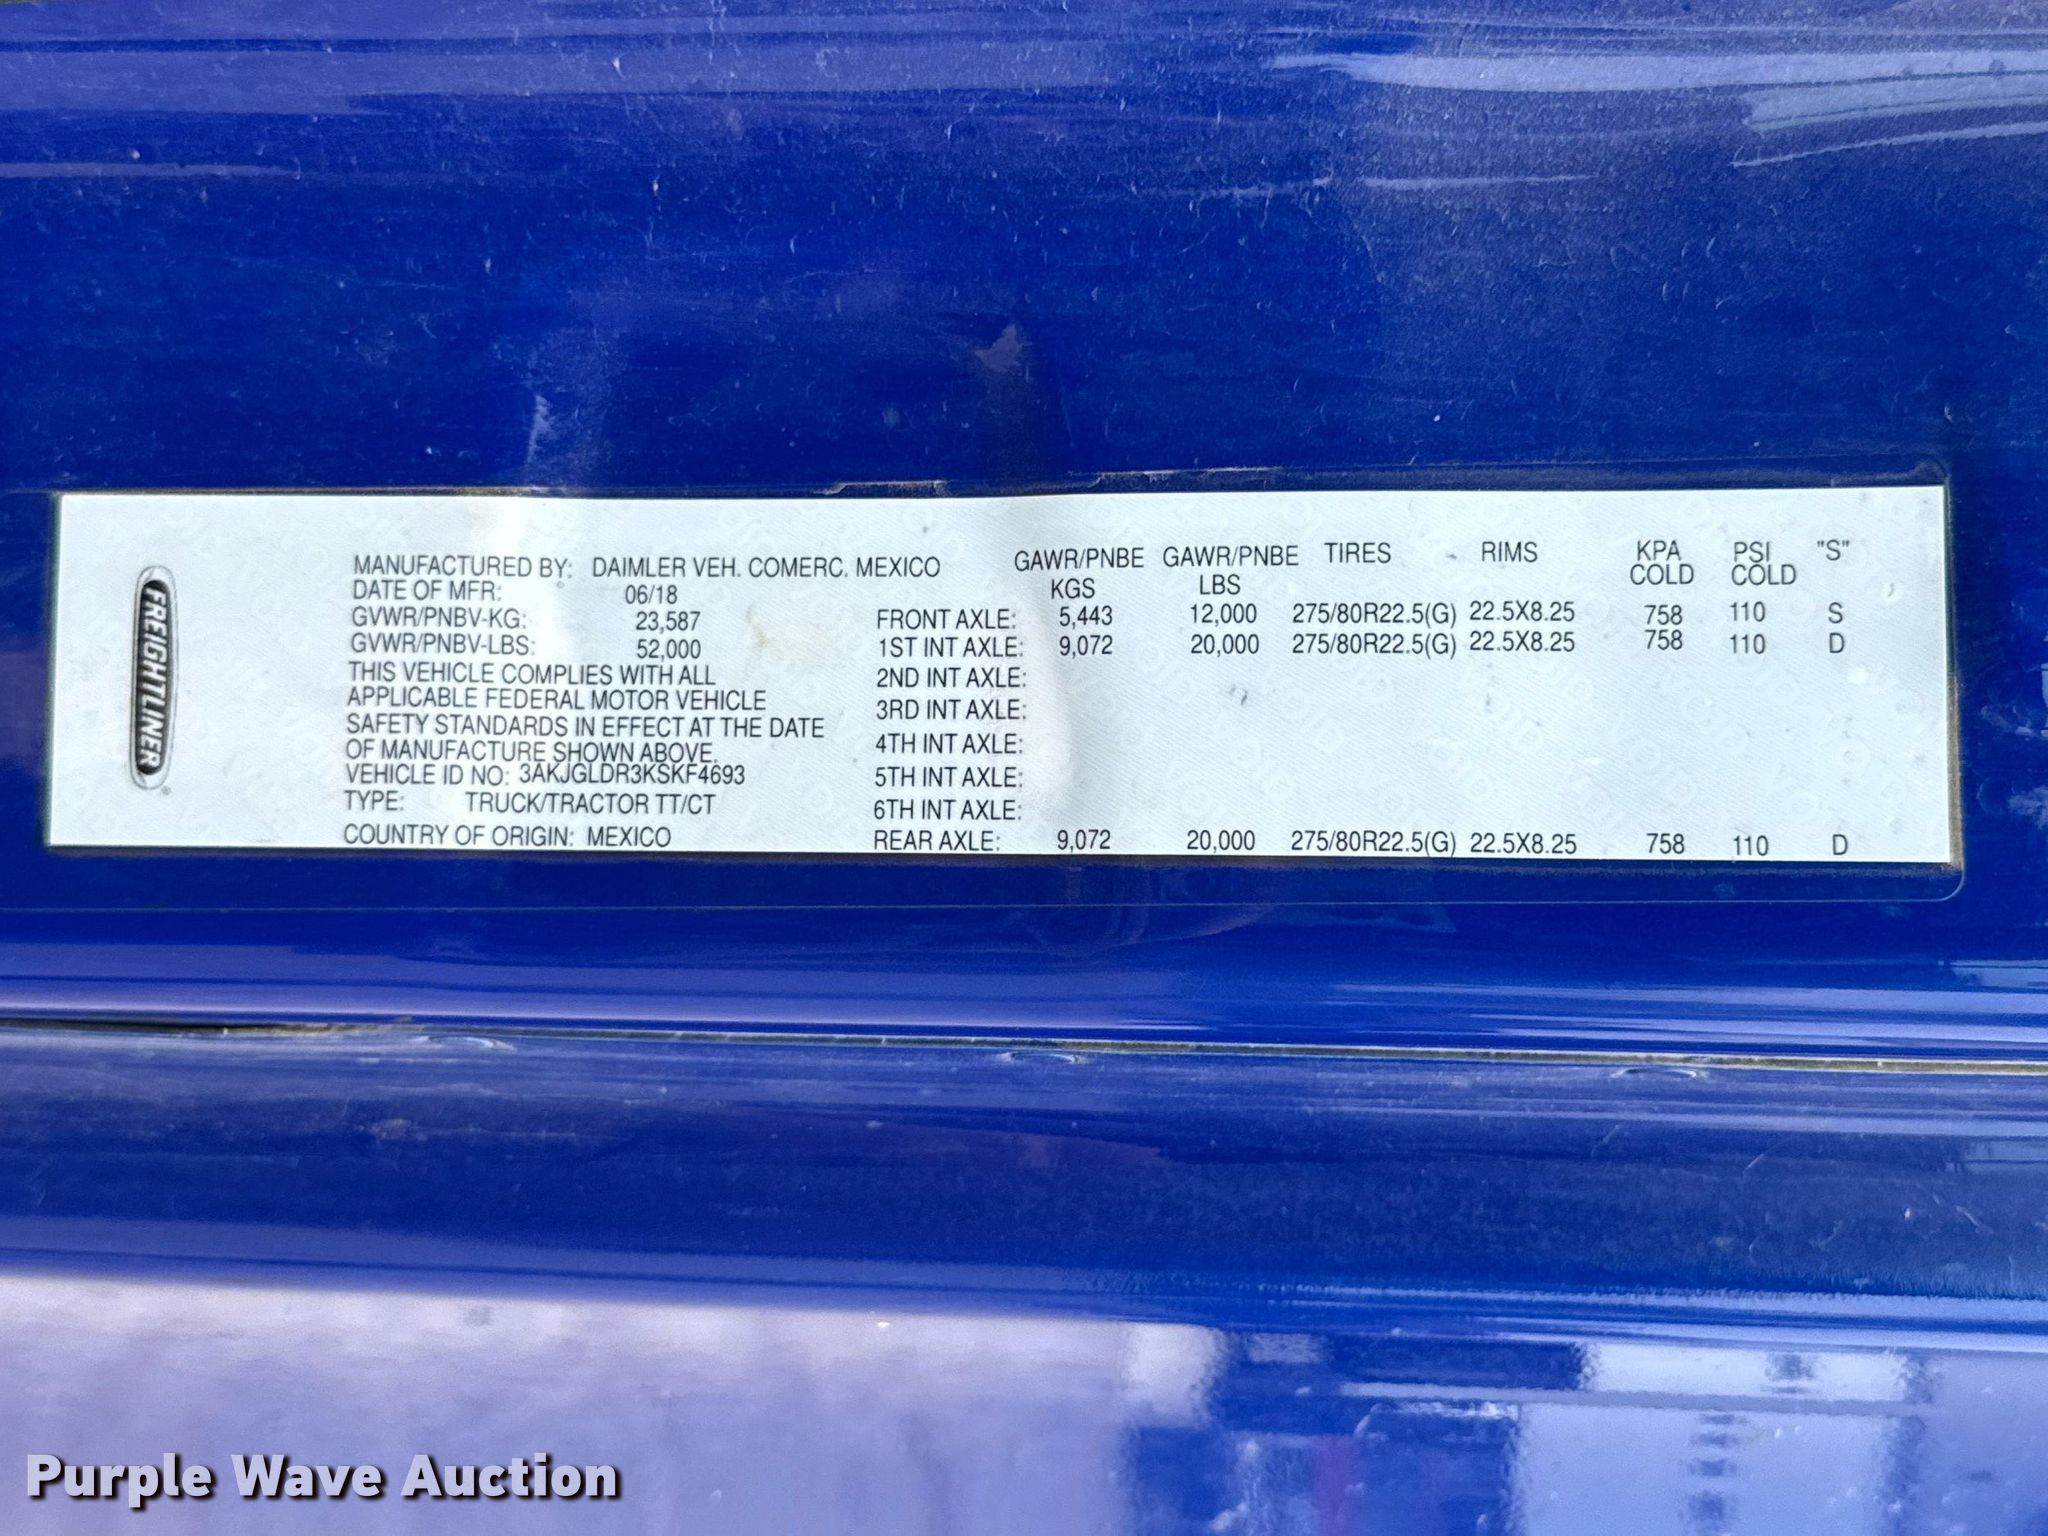 FREIGHTLINER
MANUFACTURED BY: DAIMLER VEH. COMERC. MEXICO
DATE OF MFR: 06/18
GVWR/PNBV-KG: 23,587
GVWR/PNBV-LBS: 52,000
THIS VEHICLE COMPLIES WITH ALL
APPLICABLE FEDERAL MOTOR VEHICLE
SAFETY STANDARDS IN EFFECT AT THE DATE
OF MANUFACTURE SHOWN ABOVE.
VEHICLE ID NO: 3AKJGLDR3KSKF4693
TYPE: TRUCK/TRACTOR TT/CT
COUNTRY OF ORIGIN: MEXICO
GAWR/PNBE GAWR/PNBE TIRES RIMS KPA PSI "S"
KGS LBS COLD COLD
FRONT AXLE: 5,443 12,000 275/80R22.5(G) 22.5X8.25 758 110 S
1ST INT AXLE: 9,072 20,000 275/80R22.5(G) 22.5X8.25 758 110 D
2ND INT AXLE:
3RD INT AXLE:
4TH INT AXLE:
5TH INT AXLE:
6TH INT AXLE:
REAR AXLE: 9,072 20,000 275/80R22.5(G) 22.5X8.25 758 110 D
Purple Wave Auction